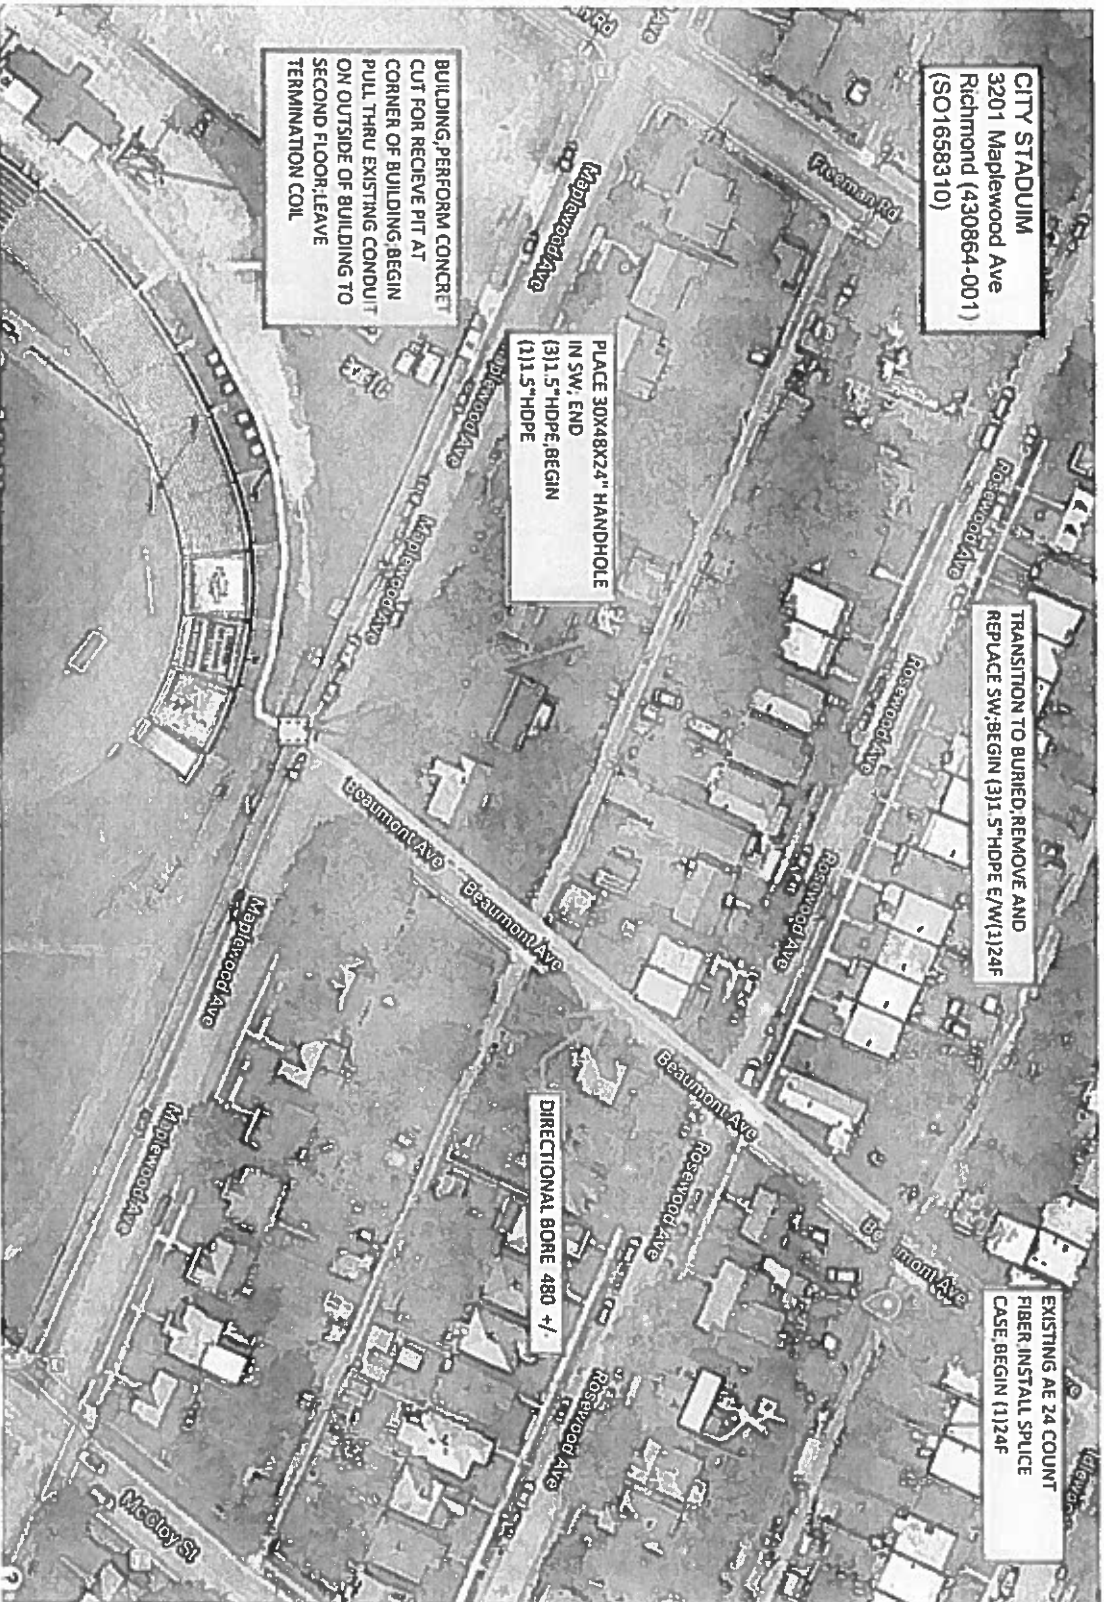 CITY STADUIM
3201 Maplewood Ave
Richmond (430864-001)
(SO1658310)
TRANSITION TO BURIED;REMOVE AND
REPLACE SW;BEGIN (3)1.5"HDPE E/W(1)24F
EXISTING AE 24 COUNT
FIBER;INSTALL SPLICE
CASE;BEGIN (1)24F
PLACE 30X48X24" HANDHOLE
IN SW; END
(3)1.5"HDPE;BEGIN
(1)1.5"HDPE
DIRECTIONAL BORE 480 +/-
BUILDING;PERFORM CONCRET
CUT FOR RECIEVE PIT AT
CORNER OF BUILDING;BEGIN
PULL THRU EXISTING CONDUIT
ON OUTSIDE OF BUILDING TO
SECOND FLOOR;LEAVE
TERMINATION COIL
Freeman Rd
Rosewood Ave
Rosewood Ave
Rosewood Ave
Rosewood Ave
Rosewood Ave
Maplewood Ave
Maplewood Ave
Maplewood Ave
Maplewood Ave
Maplewood Ave
Beaumont Ave
Beaumont Ave
Beaumont Ave
mont Ave
McCloy St